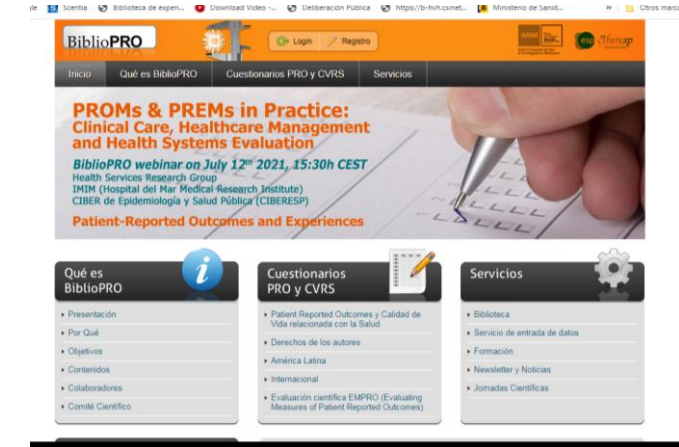 Scentia Biblioteca de experi... Download Video -... Deliberación Pública https://b-hvh.csinet... Ministerio de Sanid... » Otros marca
BiblioPRO
Login Registro
IMIM
esp ciberesp
Inicio Qué es BiblioPRO Cuestionarios PRO y CVRS Servicios
PROMs & PREMs in Practice:
Clinical Care, Healthcare Management
and Health Systems Evaluation
BiblioPRO webinar on July 12th 2021, 15:30h CEST
Health Services Research Group
IMIM (Hospital del Mar Medical Research Institute)
CIBER de Epidemiología y Salud Pública (CIBERESP)
Patient-Reported Outcomes and Experiences
Qué es
BiblioPRO
Presentación
Por Qué
Objetivos
Contenidos
Colaboradores
Comité Científico
Cuestionarios
PRO y CVRS
Patient Reported Outcomes y Calidad de
Vida relacionada con la Salud
Derechos de los autores
América Latina
Internacional
Evaluación científica EMPRO (Evaluating
Measures of Patient Reported Outcomes)
Servicios
Biblioteca
Servicio de entrada de datos
Formación
Newsletter y Noticias
Jornadas Científicas